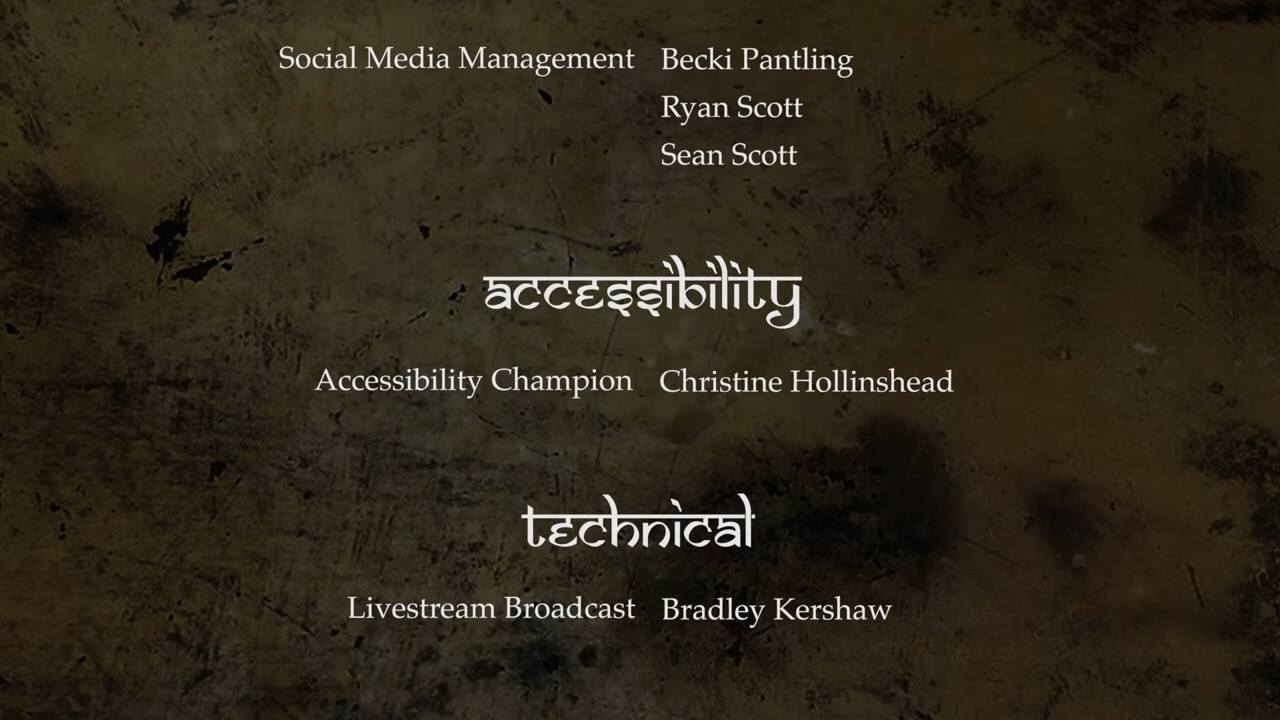 Social Media Management Becki Pantling
Ryan Scott
Sean Scott
accessibility
Accessibility Champion Christine Hollinshead
technical
Livestream Broadcast Bradley Kershaw